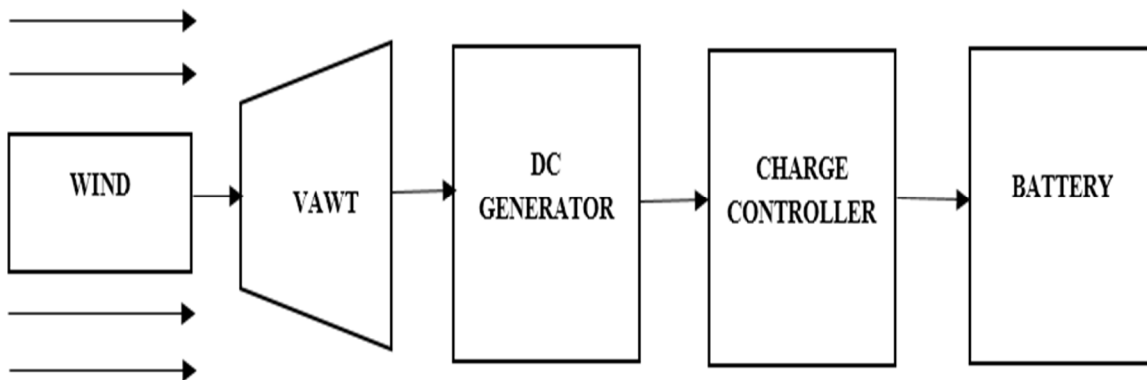 WIND
VAWT
DC
GENERATOR
CHARGE
CONTROLLER
BATTERY